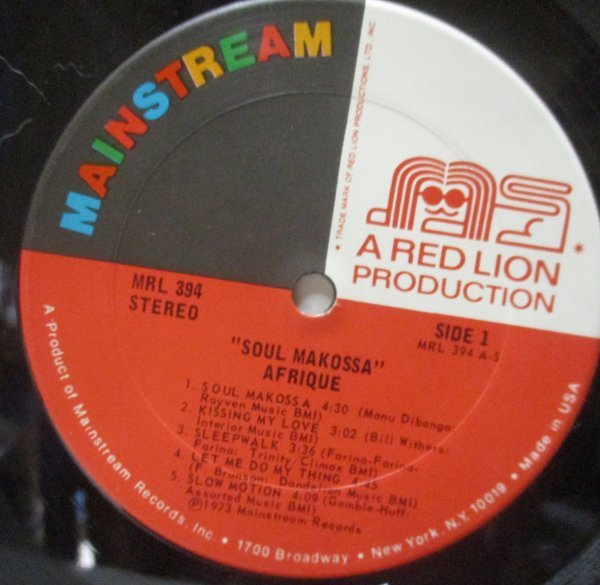 MAINSTREAM
• TRADE MARK OF RED LION PRODUCTIONS, LTD., INC.
MS
*
A RED LION
PRODUCTION
MRL 394
STEREO
SIDE 1
MRL 394 A-S
"SOUL MAKOSSA"
AFRIQUE
1. SOUL MAKOSSA 4:30 (Manu Dibango:
Rayven Music BMI)
2. KISSING MY LOVE 3:02 (Bill Withers:
Interior Music BMI)
3. SLEEPWALK 3:36 (Farina-Farina-
Farina: Trinity/Climax BMI)
4. LET ME DO MY THING 4:45
(F. Brunson: Dandelion Music BMI)
5. SLOW MOTION 4:09 (Gamble-Huff:
Assorted Music BMI)
Ⓟ1973 Mainstream Records
A Product of Mainstream Records, Inc. • 1700 Broadway • New York, N.Y. 10019 • Made in USA